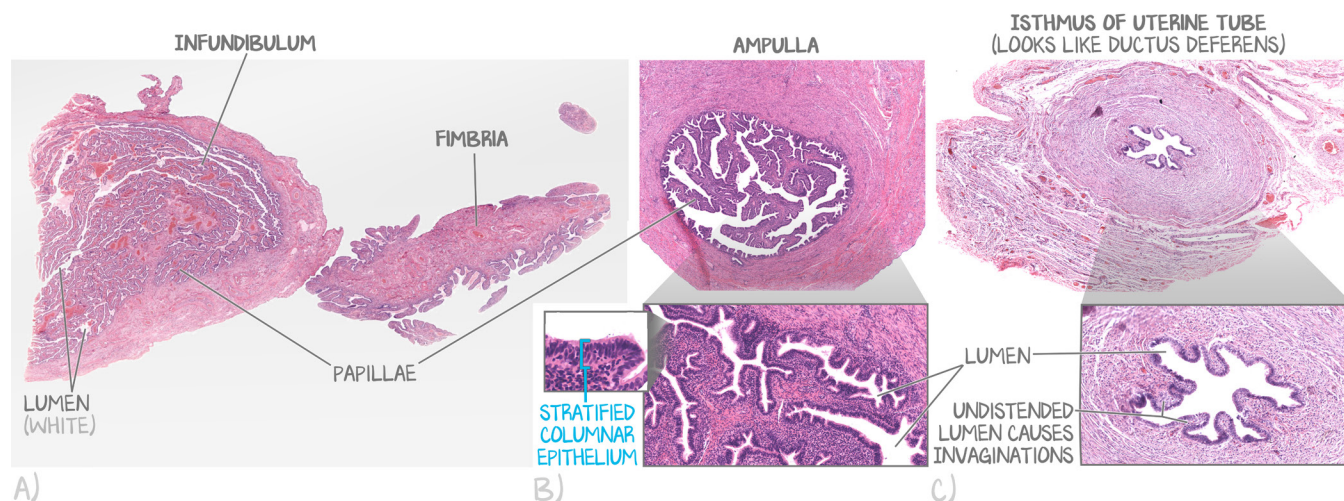 INFUNDIBULUM
FIMBRIA
PAPILLAE
LUMEN
(WHITE)
A)
AMPULLA
STRATIFIED
COLUMNAR
EPITHELIUM
B)
ISTHMUS OF UTERINE TUBE
(LOOKS LIKE DUCTUS DEFERENS)
LUMEN
UNDISTENDED
LUMEN CAUSES
INVAGINATIONS
C)